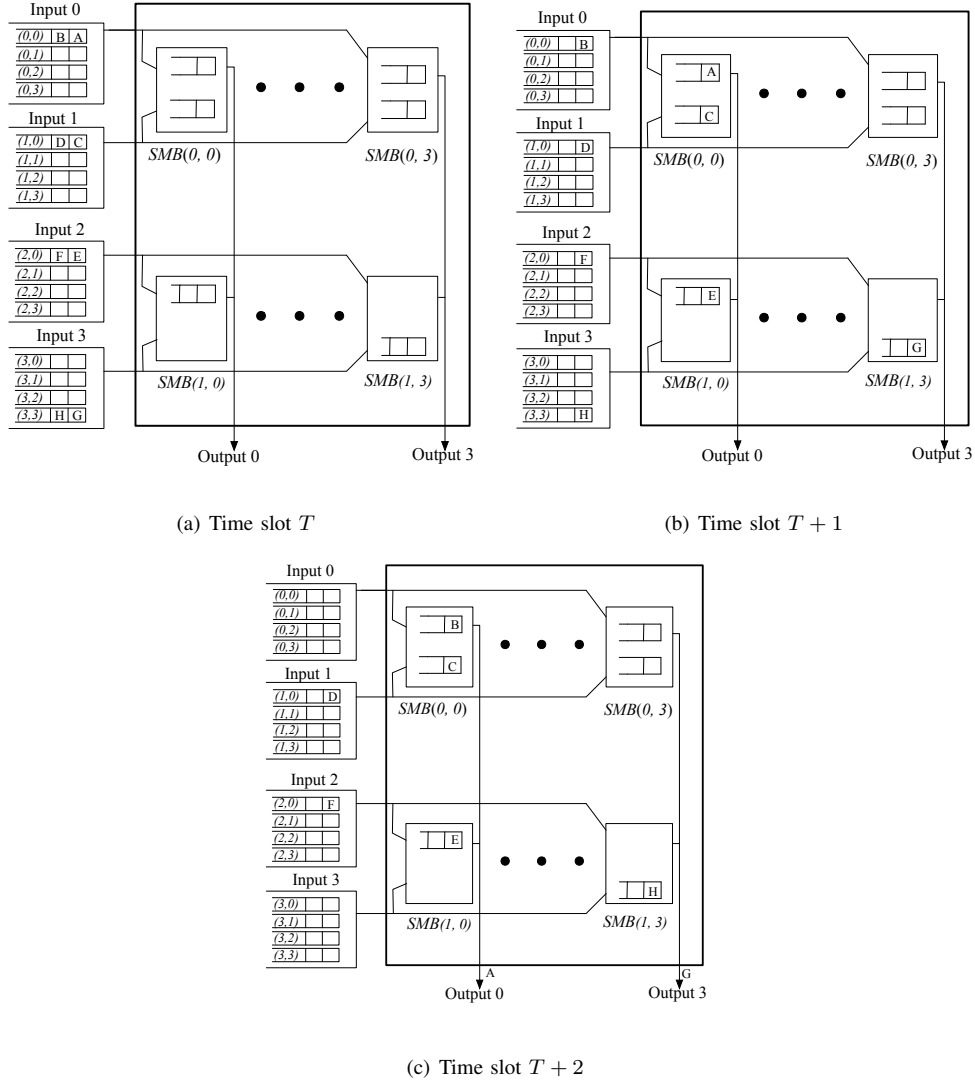 Input 0
(0,0) B A
(0,1)
(0,2)
(0,3)
Input 1
(1,0) D C
(1,1)
(1,2)
(1,3)
SMB(0, 0)
SMB(0, 3)
Input 2
(2,0) F E
(2,1)
(2,2)
(2,3)
Input 3
(3,0)
(3,1)
(3,2)
(3,3) H G
SMB(1, 0)
SMB(1, 3)
Output 0
Output 3
(a) Time slot T
Input 0
(0,0) B
(0,1)
(0,2)
(0,3)
A
C
Input 1
(1,0) D
(1,1)
(1,2)
(1,3)
SMB(0, 0)
SMB(0, 3)
Input 2
(2,0) F
(2,1)
(2,2)
(2,3)
E
Input 3
(3,0)
(3,1)
(3,2)
(3,3) H
G
SMB(1, 0)
SMB(1, 3)
Output 0
Output 3
(b) Time slot T + 1
Input 0
(0,0)
(0,1)
(0,2)
(0,3)
B
C
Input 1
(1,0) D
(1,1)
(1,2)
(1,3)
SMB(0, 0)
SMB(0, 3)
Input 2
(2,0) F
(2,1)
(2,2)
(2,3)
E
Input 3
(3,0)
(3,1)
(3,2)
(3,3)
H
SMB(1, 0)
SMB(1, 3)
A
G
Output 0
Output 3
(c) Time slot T + 2